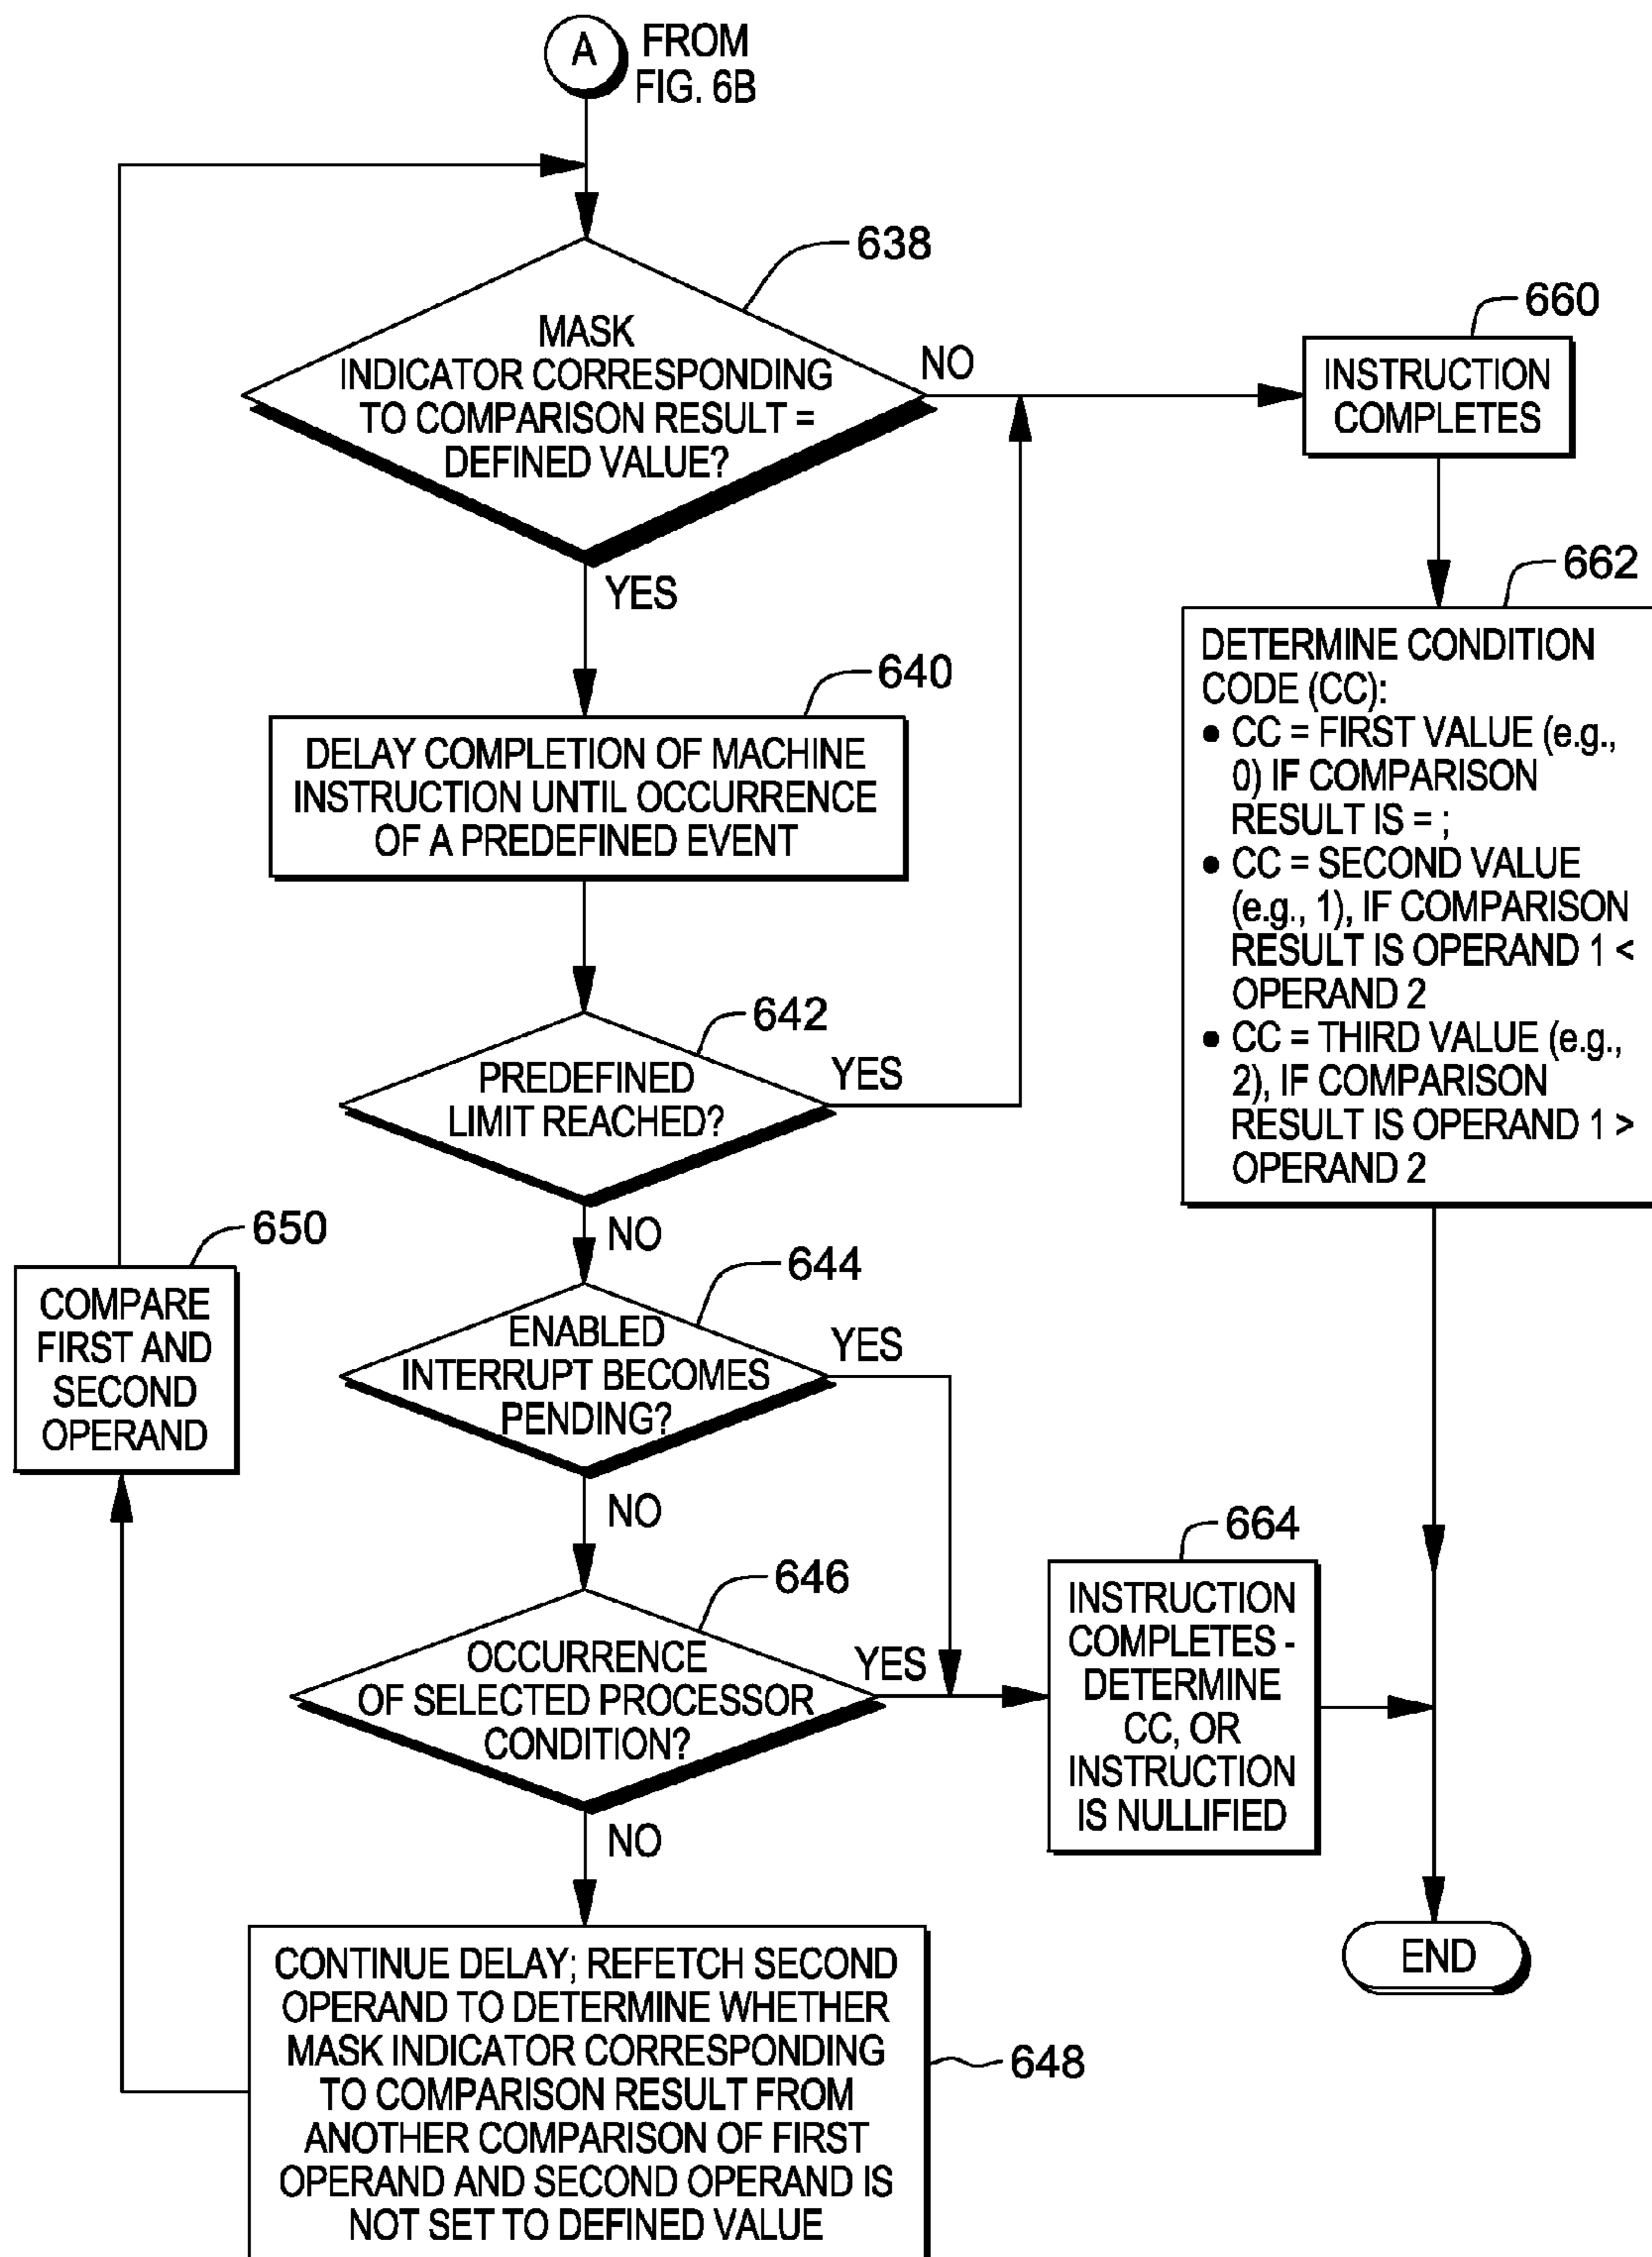 A
FROM
FIG. 6B
638
MASK
INDICATOR CORRESPONDING
TO COMPARISON RESULT =
DEFINED VALUE?
NO
YES
660
INSTRUCTION
COMPLETES
662
DETERMINE CONDITION
CODE (CC):
• CC = FIRST VALUE (e.g.,
0) IF COMPARISON
RESULT IS = ;
• CC = SECOND VALUE
(e.g., 1), IF COMPARISON
RESULT IS OPERAND 1 <
OPERAND 2
• CC = THIRD VALUE (e.g.,
2), IF COMPARISON
RESULT IS OPERAND 1 >
OPERAND 2
640
DELAY COMPLETION OF MACHINE
INSTRUCTION UNTIL OCCURRENCE
OF A PREDEFINED EVENT
642
PREDEFINED
LIMIT REACHED?
YES
NO
650
COMPARE
FIRST AND
SECOND
OPERAND
644
ENABLED
INTERRUPT BECOMES
PENDING?
YES
NO
646
OCCURRENCE
OF SELECTED PROCESSOR
CONDITION?
YES
NO
664
INSTRUCTION
COMPLETES -
DETERMINE
CC, OR
INSTRUCTION
IS NULLIFIED
648
CONTINUE DELAY; REFETCH SECOND
OPERAND TO DETERMINE WHETHER
MASK INDICATOR CORRESPONDING
TO COMPARISON RESULT FROM
ANOTHER COMPARISON OF FIRST
OPERAND AND SECOND OPERAND IS
NOT SET TO DEFINED VALUE
END